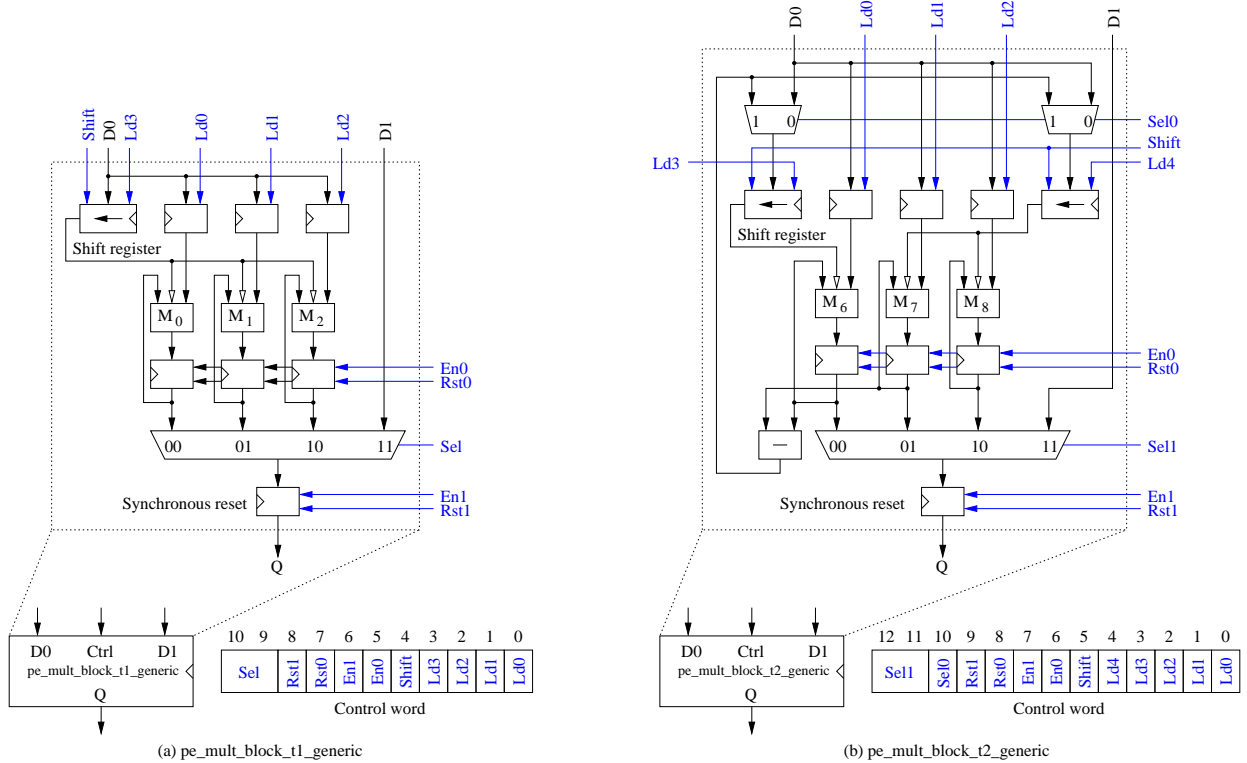 D0
Ld0
Ld1
Ld2
D1
1 0
1 0
Sel0
Shift
Ld3
Ld4
Shift register
M6
M7
M8
En0
Rst0
—
00 01 10 11
Sel1
Synchronous reset
En1
Rst1
Q
Shift
D0
Ld3
Ld0
Ld1
Ld2
D1
Shift register
M0
M1
M2
En0
Rst0
00 01 10 11
Sel
Synchronous reset
En1
Rst1
Q
D0 Ctrl D1
pe_mult_block_t1_generic
Q
10 9 8 7 6 5 4 3 2 1 0
Sel Rst1 Rst0 En1 En0 Shift Ld3 Ld2 Ld1 Ld0
Control word
(a) pe_mult_block_t1_generic
D0 Ctrl D1
pe_mult_block_t2_generic
Q
12 11 10 9 8 7 6 5 4 3 2 1 0
Sel1 Sel0 Rst1 Rst0 En1 En0 Shift Ld4 Ld3 Ld2 Ld1 Ld0
Control word
(b) pe_mult_block_t2_generic